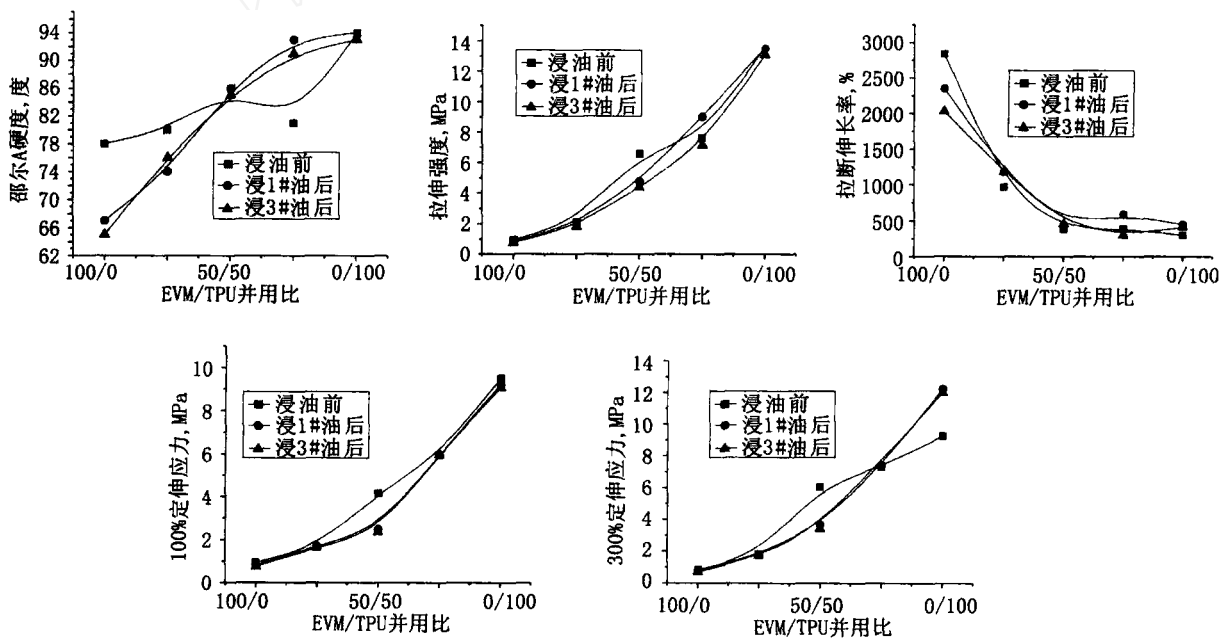 94
90
86
82
78
74
70
66
62
邵尔A硬度,度
浸油前
浸1#油后
浸3#油后
100/0 50/50 0/100
EVM/TPU并用比
14
12
10
8
6
4
2
0
拉伸强度,MPa
浸油前
浸1#油后
浸3#油后
100/0 50/50 0/100
EVM/TPU并用比
3000
2500
2000
1500
1000
500
0
拉断伸长率,%
浸油前
浸1#油后
浸3#油后
100/0 50/50 0/100
EVM/TPU并用比
10
8
6
4
2
0
100%定伸应力,MPa
浸油前
浸1#油后
浸3#油后
100/0 50/50 0/100
EVM/TPU并用比
14
12
10
8
6
4
2
0
300%定伸应力,MPa
浸油前
浸1#油后
浸3#油后
100/0 50/50 0/100
EVM/TPU并用比